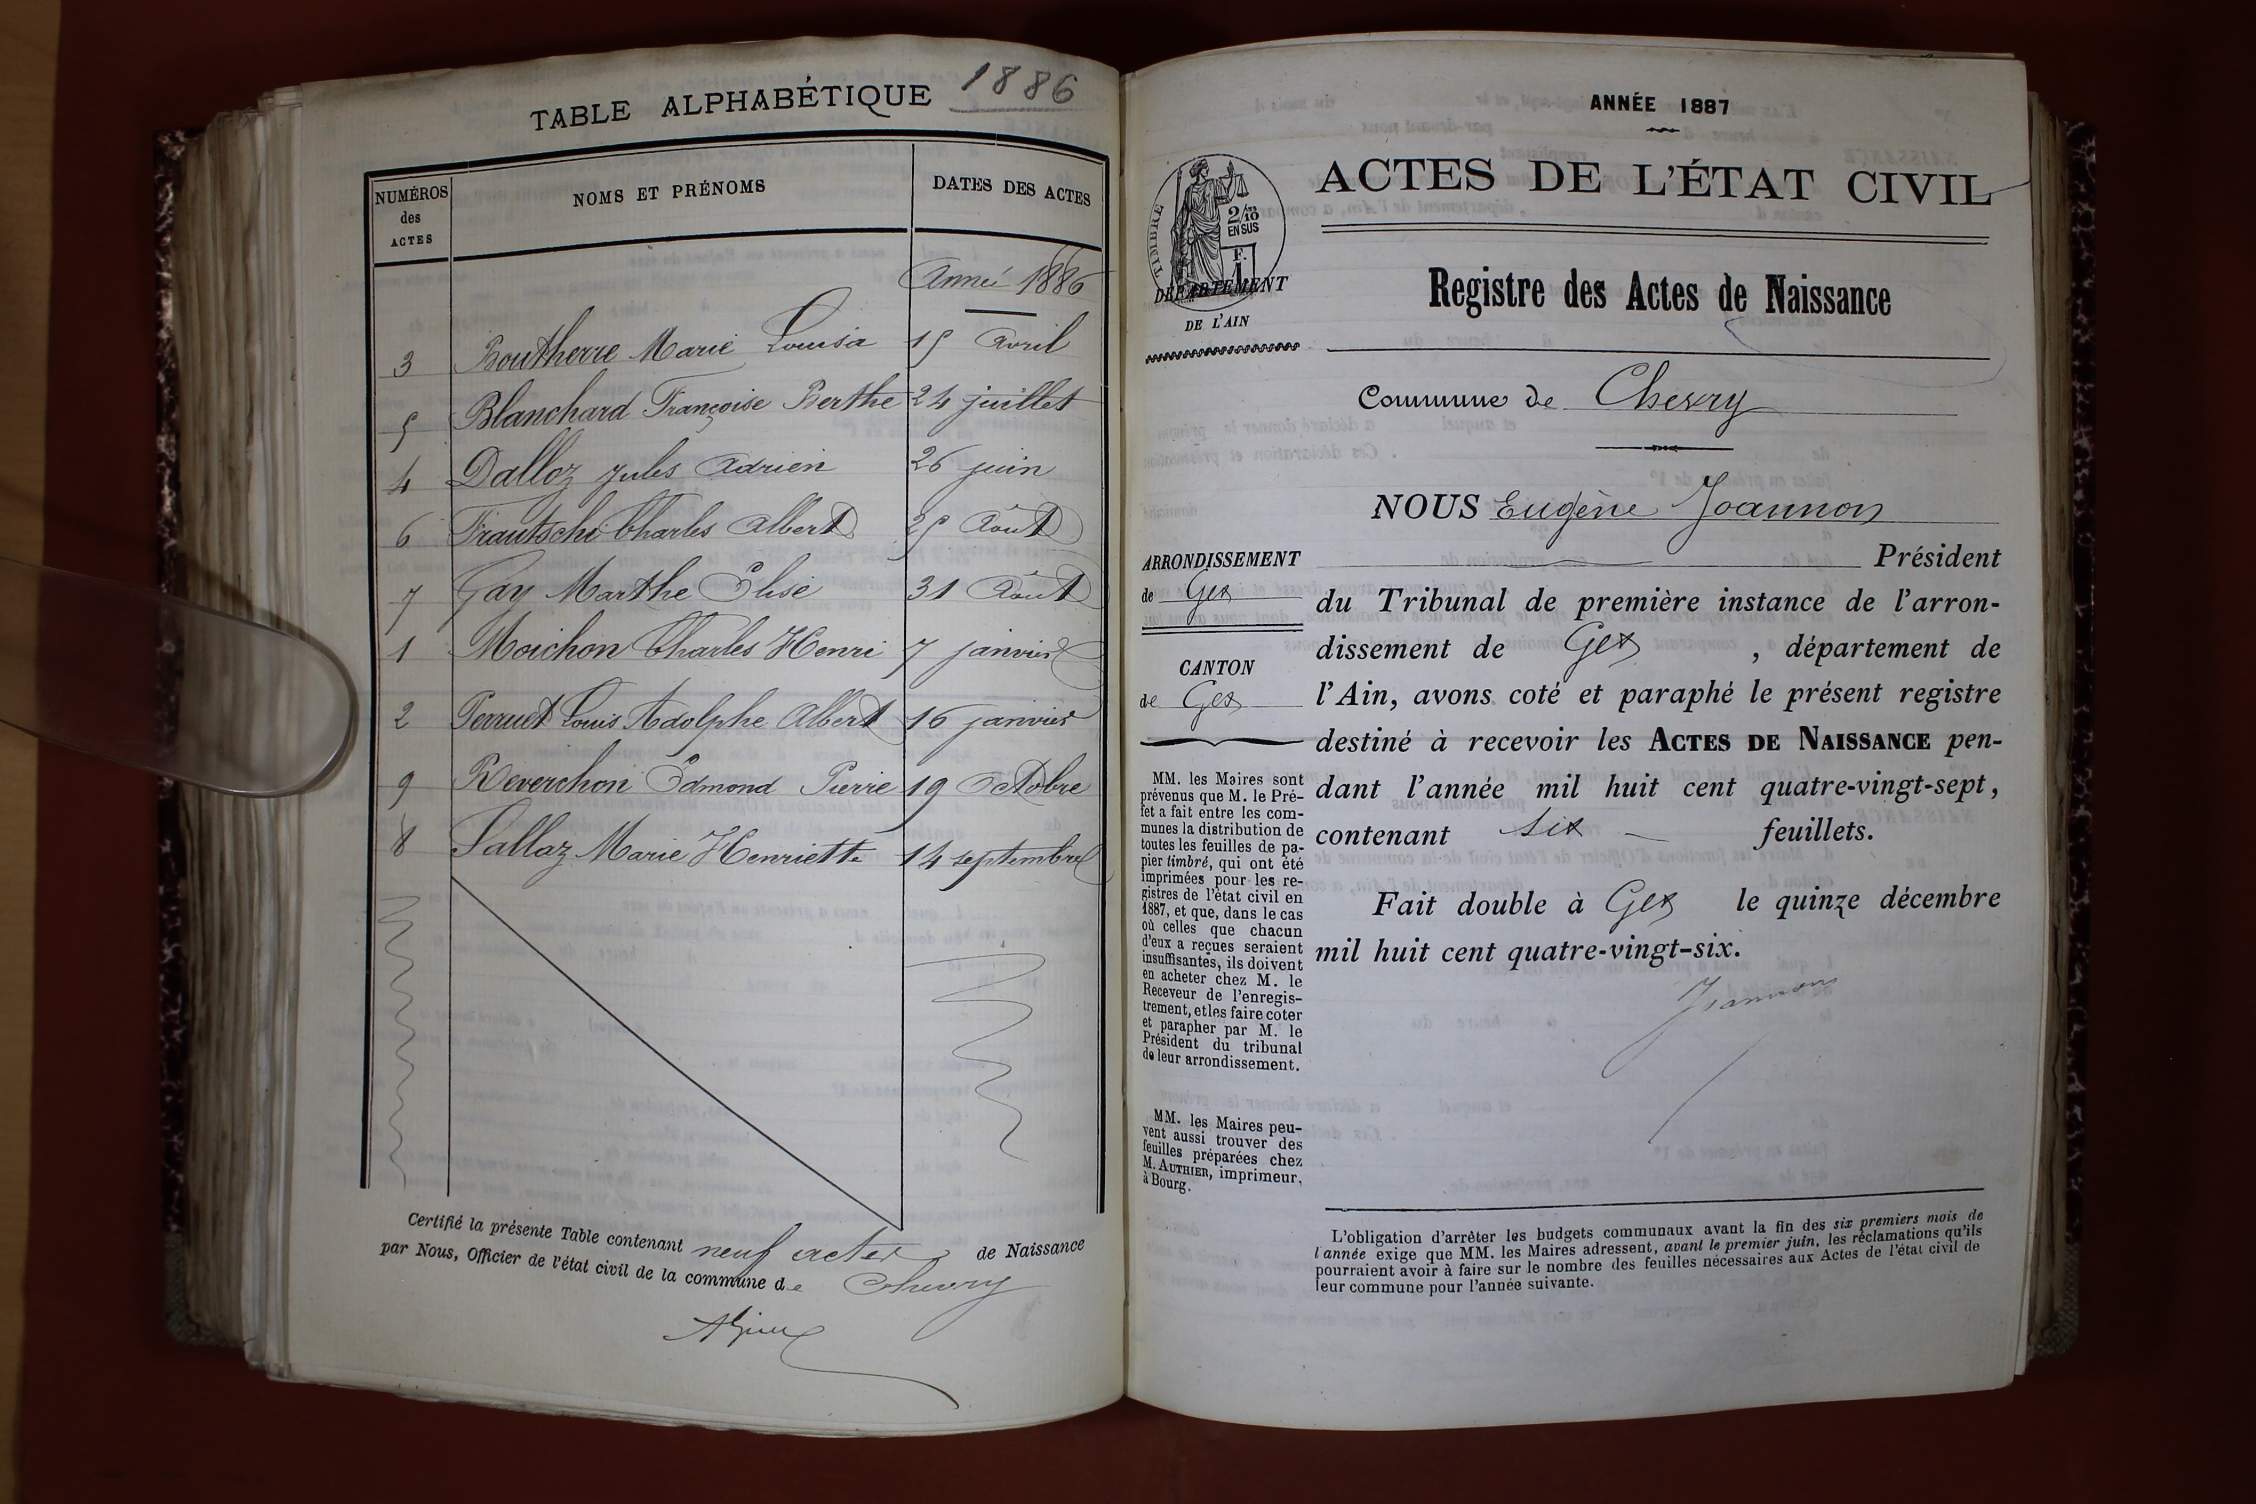 TABLE ALPHABÉTIQUE 1886
NUMÉROS des ACTES
NOMS ET PRÉNOMS
DATES DES ACTES
Année 1886
3 Boutherre Marie Louisa 15 Avril
5 Blanchard Françoise Berthe 24 juillet
4 Dalloz Jules Adrien 26 juin
6 Frautschi Charles Albert 25 Août
7 Gay Marthe Elise 31 Août
1 Moichon Charles Henri 7 janvier
2 Perruet Louis Adolphe Albert 16 janvier
9 Reverchon Edmond Pierre 19 Octobre
8 Sallaz Marie Henriette 14 septembre
Certifié la présente Table contenant neuf actes de Naissance
par Nous, Officier de l'état civil de la commune de Chevry
ANNÉE 1887
ACTES DE L'ÉTAT CIVIL
TIMBRE
2/10
EN SUS
F.
1
DÉPARTEMENT
DE L'AIN
Registre des Actes de Naissance
Commune de Chevry
NOUS Eugène Joannon
Président
du Tribunal de première instance de l'arron-
dissement de Gex, département de
l'Ain, avons coté et paraphé le présent registre
destiné à recevoir les ACTES DE NAISSANCE pen-
dant l'année mil huit cent quatre-vingt-sept,
contenant six feuillets.
Fait double à Gex le quinze décembre
mil huit cent quatre-vingt-six.
Joannon
ARRONDISSEMENT
de Gex
CANTON
de Gex
MM. les Maires sont
prévenus que M. le Pré-
fet a fait entre les com-
munes la distribution de
toutes les feuilles de pa-
pier timbré, qui ont été
imprimées pour les re-
gistres de l'état civil en
1887, et que, dans le cas
où celles que chacun
d'eux a reçues seraient
insuffisantes, ils doivent
en acheter chez M. le
Receveur de l'enregis-
trement, et les faire coter
et parapher par M. le
Président du tribunal
de leur arrondissement.
MM. les Maires peu-
vent aussi trouver des
feuilles préparées chez
M. AUTHIER, imprimeur,
à Bourg.
L'obligation d'arrêter les budgets communaux avant la fin des six premiers mois de
l'année exige que MM. les Maires adressent, avant le premier juin, les réclamations qu'ils
pourraient avoir à faire sur le nombre des feuilles nécessaires aux Actes de l'état civil de
leur commune pour l'année suivante.